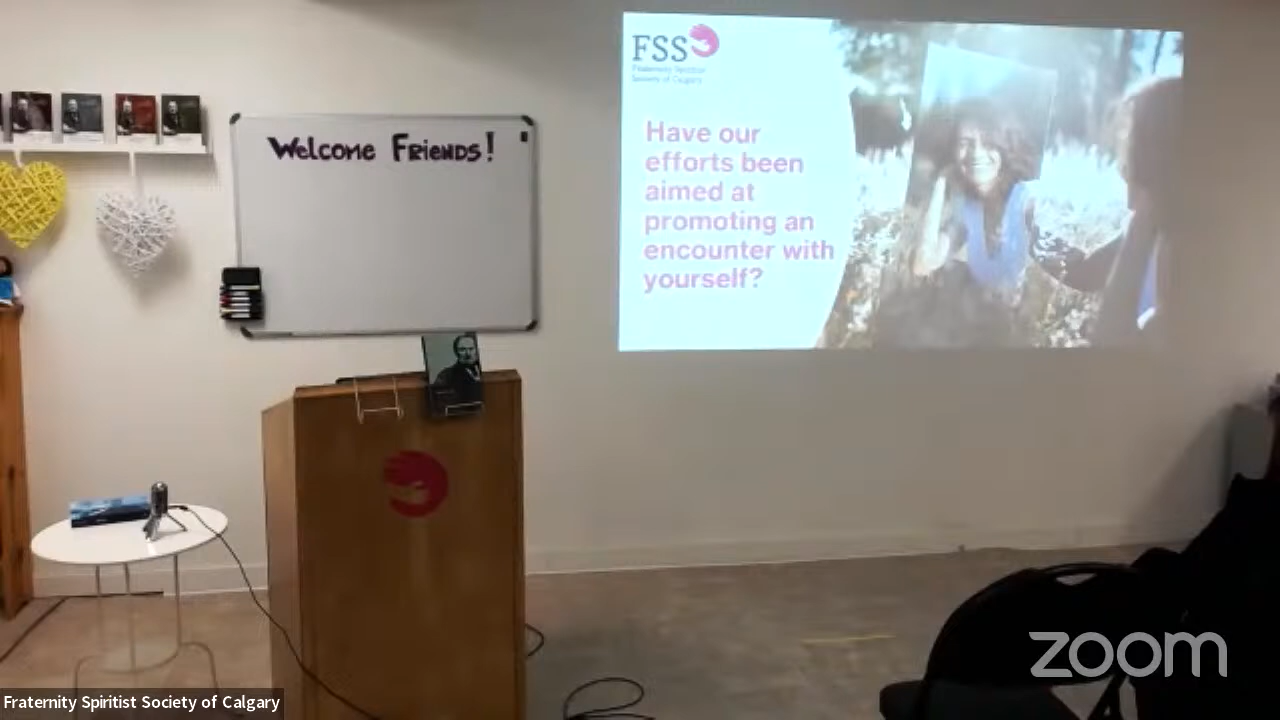 Welcome Friends!
FSS
Fraternity Spiritist
Society of Calgary
Have our
efforts been
aimed at
promoting an
encounter with
yourself?
zoom
Fraternity Spiritist Society of Calgary